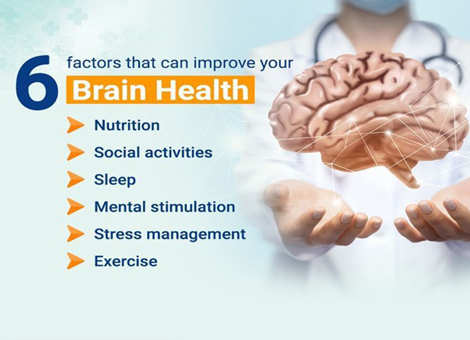 6
factors that can improve your
Brain Health
Nutrition
Social activities
Sleep
Mental stimulation
Stress management
Exercise